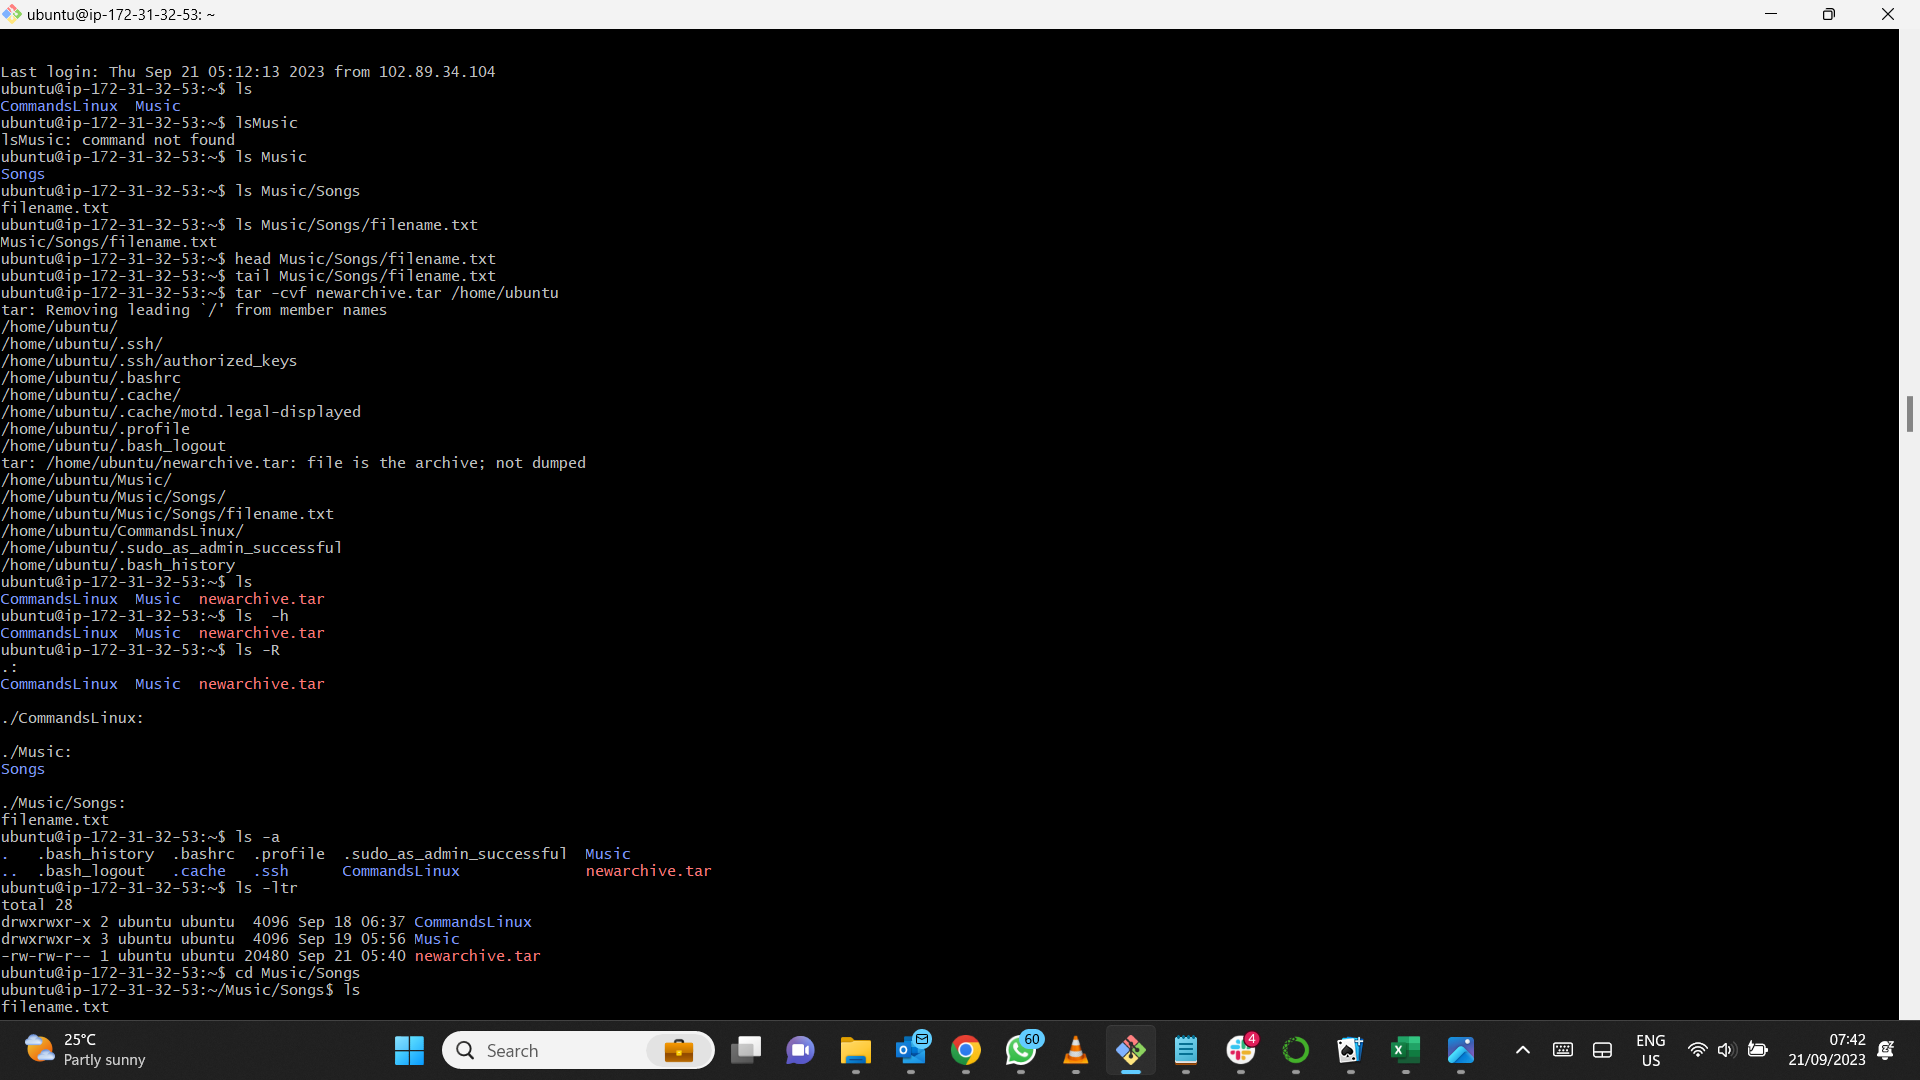 ubuntu@ip-172-31-32-53: ~
Last login: Thu Sep 21 05:12:13 2023 from 102.89.34.104
ubuntu@ip-172-31-32-53:~$ ls
CommandsLinux  Music
ubuntu@ip-172-31-32-53:~$ lsMusic
lsMusic: command not found
ubuntu@ip-172-31-32-53:~$ ls Music
Songs
ubuntu@ip-172-31-32-53:~$ ls Music/Songs
filename.txt
ubuntu@ip-172-31-32-53:~$ ls Music/Songs/filename.txt
Music/Songs/filename.txt
ubuntu@ip-172-31-32-53:~$ head Music/Songs/filename.txt
ubuntu@ip-172-31-32-53:~$ tail Music/Songs/filename.txt
ubuntu@ip-172-31-32-53:~$ tar -cvf newarchive.tar /home/ubuntu
tar: Removing leading `/' from member names
/home/ubuntu/
/home/ubuntu/.ssh/
/home/ubuntu/.ssh/authorized_keys
/home/ubuntu/.bashrc
/home/ubuntu/.cache/
/home/ubuntu/.cache/motd.legal-displayed
/home/ubuntu/.profile
/home/ubuntu/.bash_logout
tar: /home/ubuntu/newarchive.tar: file is the archive; not dumped
/home/ubuntu/Music/
/home/ubuntu/Music/Songs/
/home/ubuntu/Music/Songs/filename.txt
/home/ubuntu/CommandsLinux/
/home/ubuntu/.sudo_as_admin_successful
/home/ubuntu/.bash_history
ubuntu@ip-172-31-32-53:~$ ls
CommandsLinux  Music  newarchive.tar
ubuntu@ip-172-31-32-53:~$ ls  -h
CommandsLinux  Music  newarchive.tar
ubuntu@ip-172-31-32-53:~$ ls -R
.:
CommandsLinux  Music  newarchive.tar
./CommandsLinux:
./Music:
Songs
./Music/Songs:
filename.txt
ubuntu@ip-172-31-32-53:~$ ls -a
.   .bash_history  .bashrc  .profile  .sudo_as_admin_successful  Music
..  .bash_logout   .cache   .ssh      CommandsLinux              newarchive.tar
ubuntu@ip-172-31-32-53:~$ ls -ltr
total 28
drwxrwxr-x 2 ubuntu ubuntu  4096 Sep 18 06:37 CommandsLinux
drwxrwxr-x 3 ubuntu ubuntu  4096 Sep 19 05:56 Music
-rw-rw-r-- 1 ubuntu ubuntu 20480 Sep 21 05:40 newarchive.tar
ubuntu@ip-172-31-32-53:~$ cd Music/Songs
ubuntu@ip-172-31-32-53:~/Music/Songs$ ls
filename.txt
25°C
Partly sunny
Search
60
4
ENG
US
07:42
21/09/2023